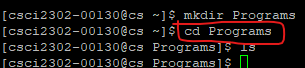 [csci2302-00130@cs ~]$ mkdir Programs
[csci2302-00130@cs ~]$ cd Programs
[csci2302-00130@cs Programs]$ ls
[csci2302-00130@cs Programs]$